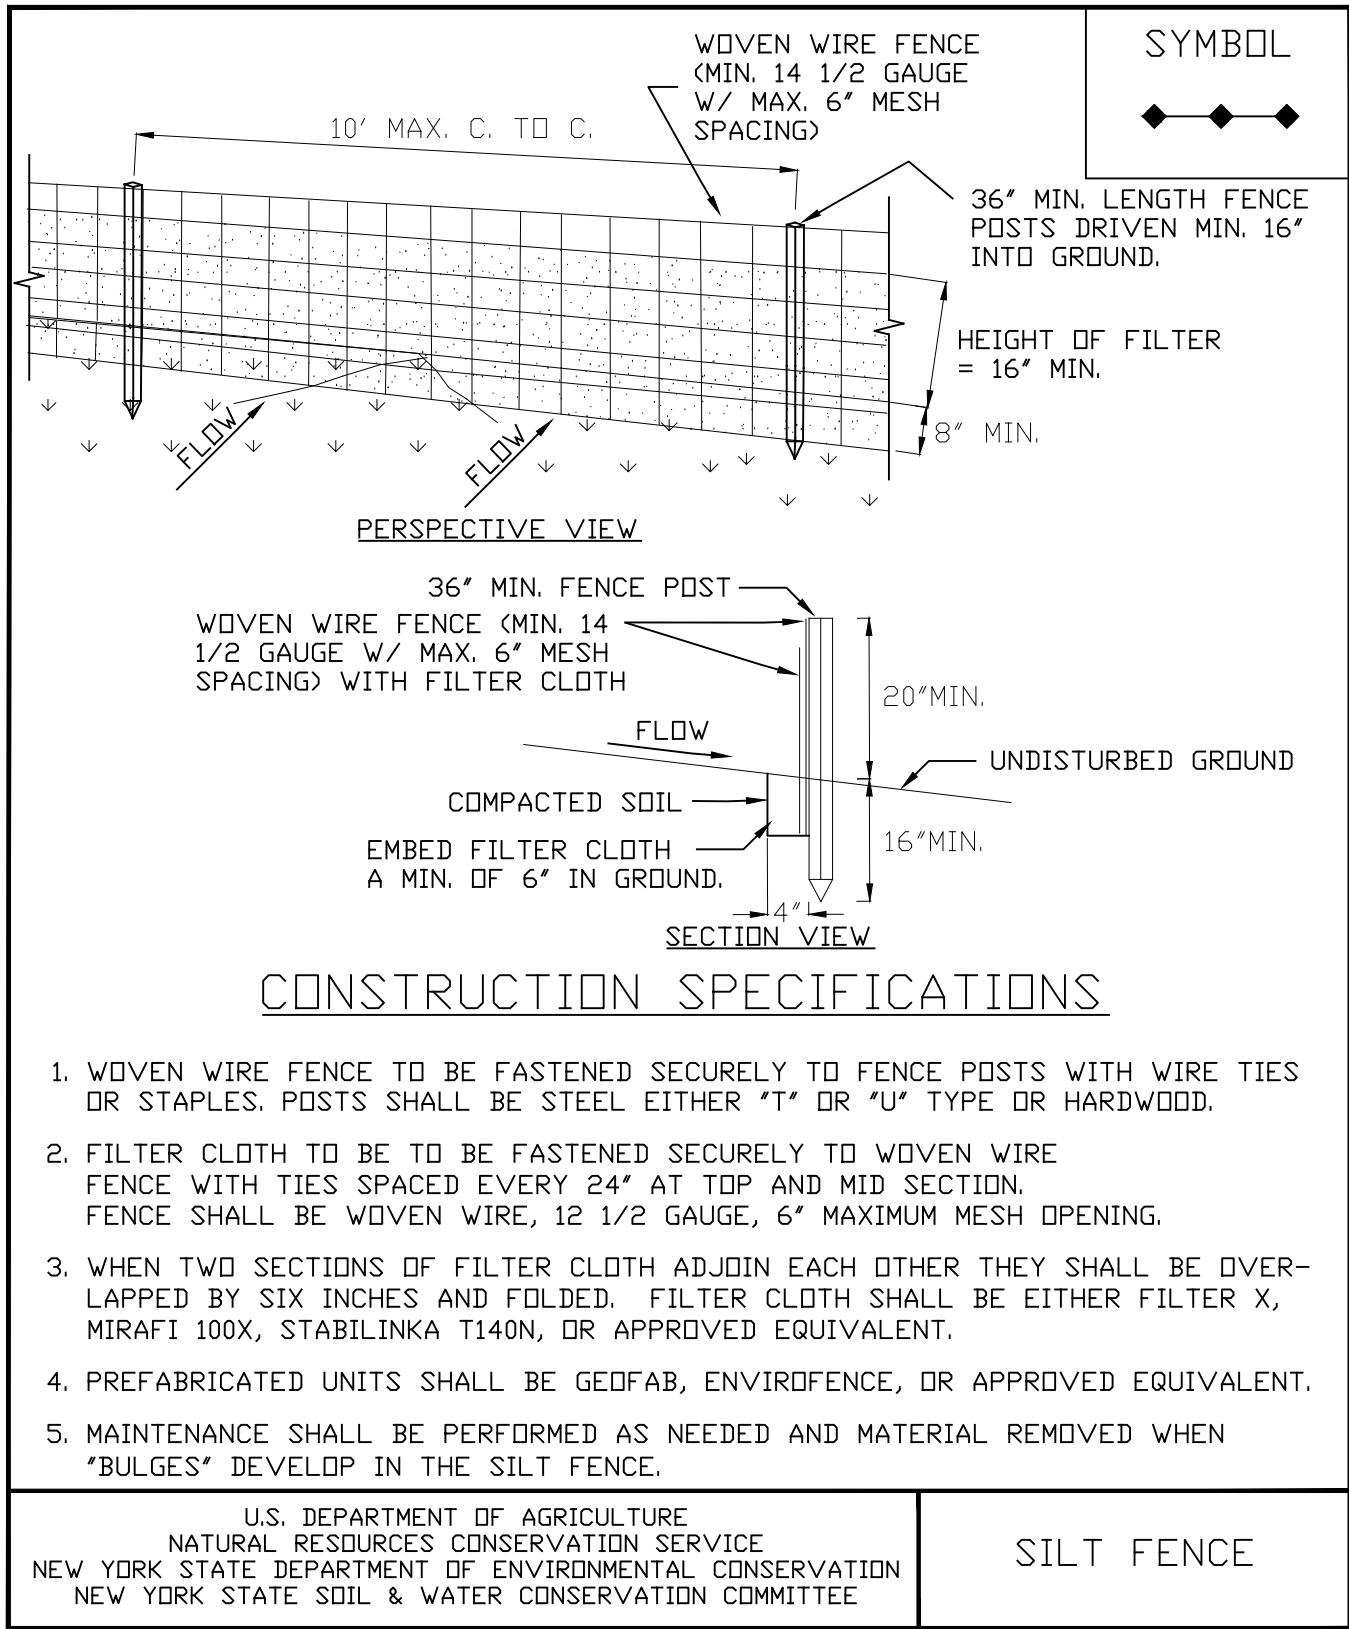 WOVEN WIRE FENCE
(MIN. 14 1/2 GAUGE
W/ MAX. 6" MESH
SPACING)
SYMBOL
10' MAX. C. TO C.
36" MIN. LENGTH FENCE
POSTS DRIVEN MIN. 16"
INTO GROUND.
HEIGHT OF FILTER
= 16" MIN.
8" MIN.
FLOW
FLOW
PERSPECTIVE VIEW
36" MIN. FENCE POST
WOVEN WIRE FENCE (MIN. 14
1/2 GAUGE W/ MAX. 6" MESH
SPACING) WITH FILTER CLOTH
20"MIN.
FLOW
UNDISTURBED GROUND
COMPACTED SOIL
EMBED FILTER CLOTH
A MIN. OF 6" IN GROUND.
16"MIN.
4"
SECTION VIEW
CONSTRUCTION SPECIFICATIONS
1. WOVEN WIRE FENCE TO BE FASTENED SECURELY TO FENCE POSTS WITH WIRE TIES
OR STAPLES. POSTS SHALL BE STEEL EITHER "T" OR "U" TYPE OR HARDWOOD.
2. FILTER CLOTH TO BE TO BE FASTENED SECURELY TO WOVEN WIRE
FENCE WITH TIES SPACED EVERY 24" AT TOP AND MID SECTION.
FENCE SHALL BE WOVEN WIRE, 12 1/2 GAUGE, 6" MAXIMUM MESH OPENING.
3. WHEN TWO SECTIONS OF FILTER CLOTH ADJOIN EACH OTHER THEY SHALL BE OVER-
LAPPED BY SIX INCHES AND FOLDED. FILTER CLOTH SHALL BE EITHER FILTER X,
MIRAFI 100X, STABILINKA T140N, OR APPROVED EQUIVALENT.
4. PREFABRICATED UNITS SHALL BE GEOFAB, ENVIROFENCE, OR APPROVED EQUIVALENT.
5. MAINTENANCE SHALL BE PERFORMED AS NEEDED AND MATERIAL REMOVED WHEN
"BULGES" DEVELOP IN THE SILT FENCE.
U.S. DEPARTMENT OF AGRICULTURE
NATURAL RESOURCES CONSERVATION SERVICE
NEW YORK STATE DEPARTMENT OF ENVIRONMENTAL CONSERVATION
NEW YORK STATE SOIL & WATER CONSERVATION COMMITTEE
SILT FENCE